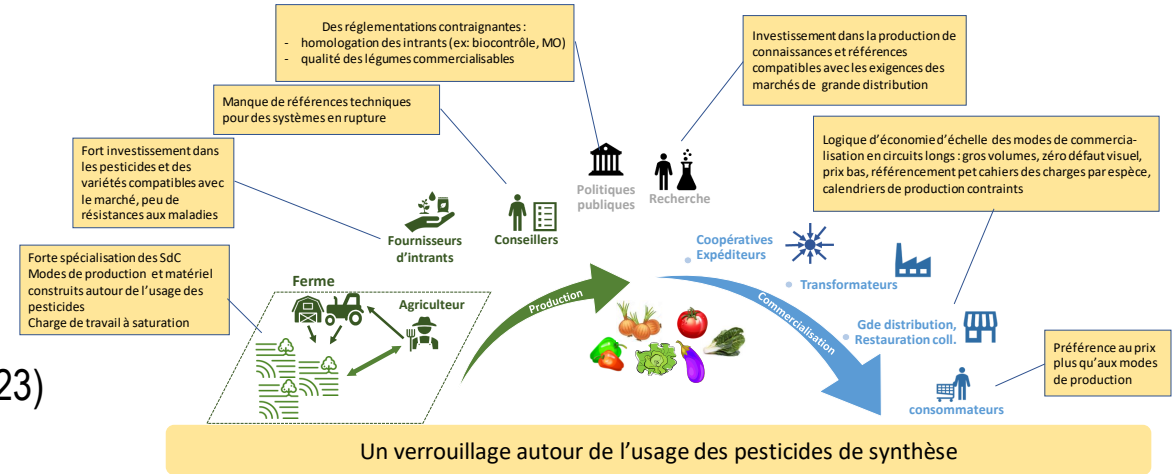 Des réglementations contraignantes :
- homologation des intrants (ex: biocontrôle, MO)
- qualité des légumes commercialisables
Investissement dans la production de
connaissances et références
compatibles avec les exigences des
marchés de grande distribution
Manque de références techniques
pour des systèmes en rupture
Fort investissement dans
les pesticides et des
variétés compatibles avec
le marché, peu de
résistances aux maladies
Logique d'économie d'échelle des modes de commercia-
lisation en circuits longs : gros volumes, zéro défaut visuel,
prix bas, référencement pet cahiers des charges par espèce,
calendriers de production contraints
Politiques
publiques
Recherche
Fournisseurs
d'intrants
Conseillers
Coopératives
Expéditeurs
Transformateurs
Forte spécialisation des SdC
Modes de production et matériel
construits autour de l'usage des
pesticides
Charge de travail à saturation
Ferme
Agriculteur
Production
Commercialisation
Gde distribution,
Restauration coll.
Préférence au prix
plus qu'aux modes
de production
consommateurs
23)
Un verrouillage autour de l'usage des pesticides de synthèse